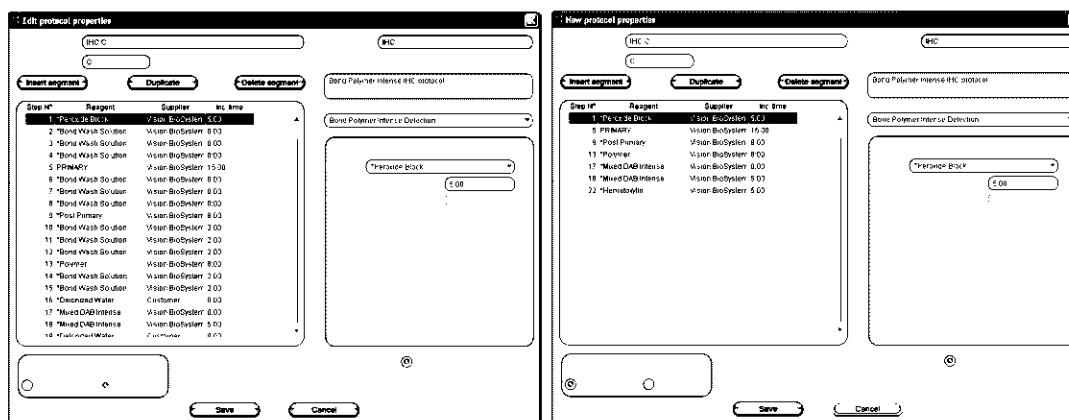 Edit protocol properties
IHC C
IHC
C
Insert segment Duplicate Delete segment
Bond Polymer Intense IHC protocol
Step N° Reagent Supplier Inc time
1 *Peroxide Block Vision BioSystem 5:00
2 *Bond Wash Solution Vision BioSystem 0:00
3 *Bond Wash Solution Vision BioSystem 0:00
4 *Bond Wash Solution Vision BioSystem 0:00
5 PRIMARY Vision BioSystem 15:00
6 *Bond Wash Solution Vision BioSystem 0:00
7 *Bond Wash Solution Vision BioSystem 0:00
8 *Bond Wash Solution Vision BioSystem 0:00
9 *Post Primary Vision BioSystem 8:00
10 *Bond Wash Solution Vision BioSystem 2:00
11 *Bond Wash Solution Vision BioSystem 2:00
12 *Bond Wash Solution Vision BioSystem 2:00
13 *Polymer Vision BioSystem 8:00
14 *Bond Wash Solution Vision BioSystem 2:00
15 *Bond Wash Solution Vision BioSystem 2:00
16 *Deionized Water Customer 0:00
17 *Mixed DAB Intense Vision BioSystem 0:00
18 *Mixed DAB Intense Vision BioSystem 5:00
19 *Deionized Water Customer 0:00
Bond Polymer Intense Detection
*Peroxide Block
5:00
Save Cancel
New protocol properties
IHC C
IHC
C
Insert segment Duplicate Delete segment
Bond Polymer Intense IHC protocol
Step N° Reagent Supplier Inc time
1 *Peroxide Block Vision BioSystem 5:00
5 PRIMARY Vision BioSystem 15:00
9 *Post Primary Vision BioSystem 8:00
13 *Polymer Vision BioSystem 8:00
17 *Mixed DAB Intense Vision BioSystem 0:00
18 *Mixed DAB Intense Vision BioSystem 5:00
22 *Hematoxylin Vision BioSystem 5:00
Bond Polymer Intense Detection
*Peroxide Block
5:00
Save Cancel